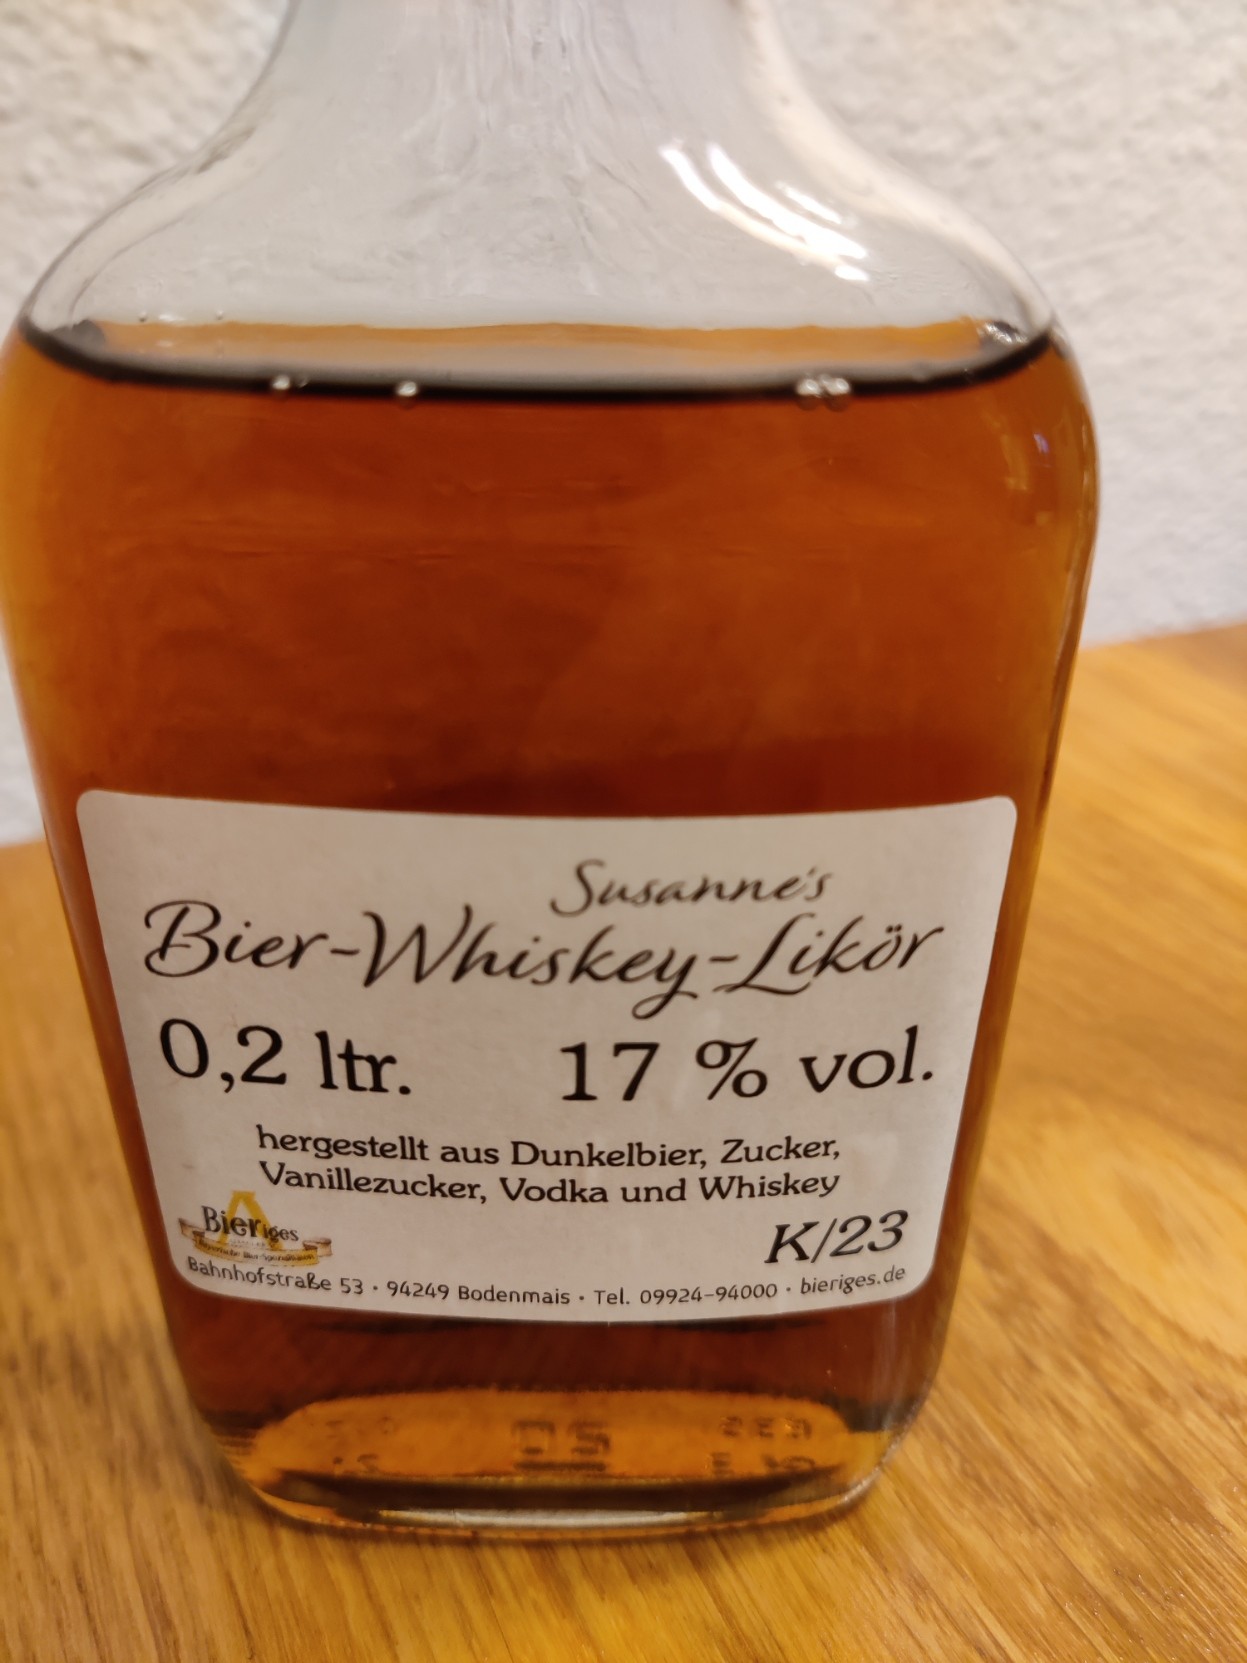 Susanne's
Bier-Whiskey-Likör
0,2 ltr. 17 % vol.
hergestellt aus Dunkelbier, Zucker,
Vanillezucker, Vodka und Whiskey
Bieriges
K/23
Bahnhofstraße 53 • 94249 Bodenmais • Tel. 09924-94000 • bieriges.de